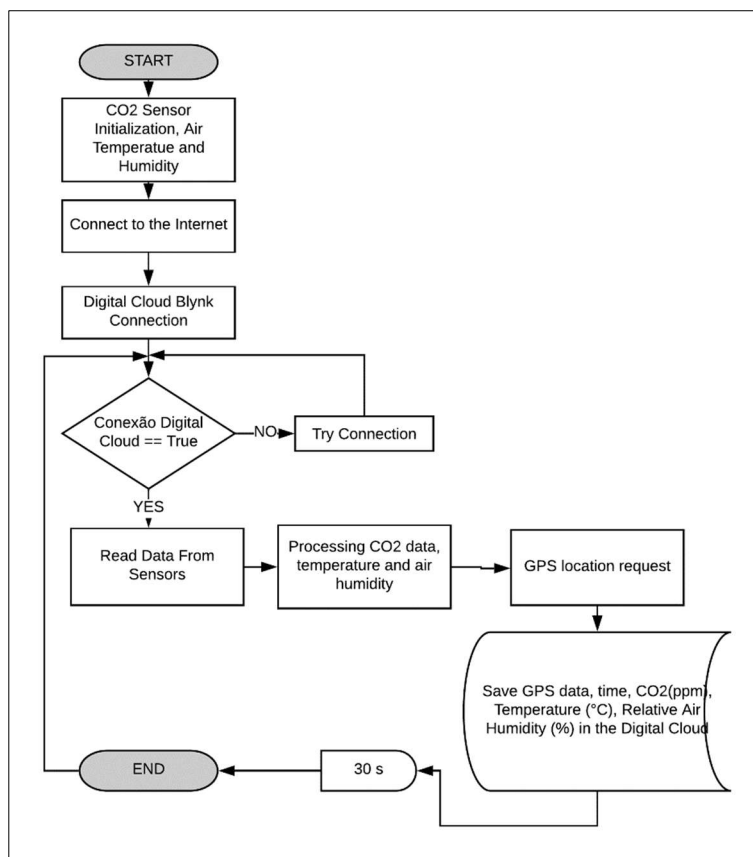 START
CO2 Sensor
Initialization, Air
Temperatue and
Humidity
Connect to the Internet
Digital Cloud Blynk
Connection
Conexão Digital
Cloud == True
NO
Try Connection
YES
Read Data From
Sensors
Processing CO2 data,
temperature and air
humidity
GPS location request
Save GPS data, time, CO2(ppm),
Temperature (°C), Relative Air
Humidity (%) in the Digital Cloud
30 s
END